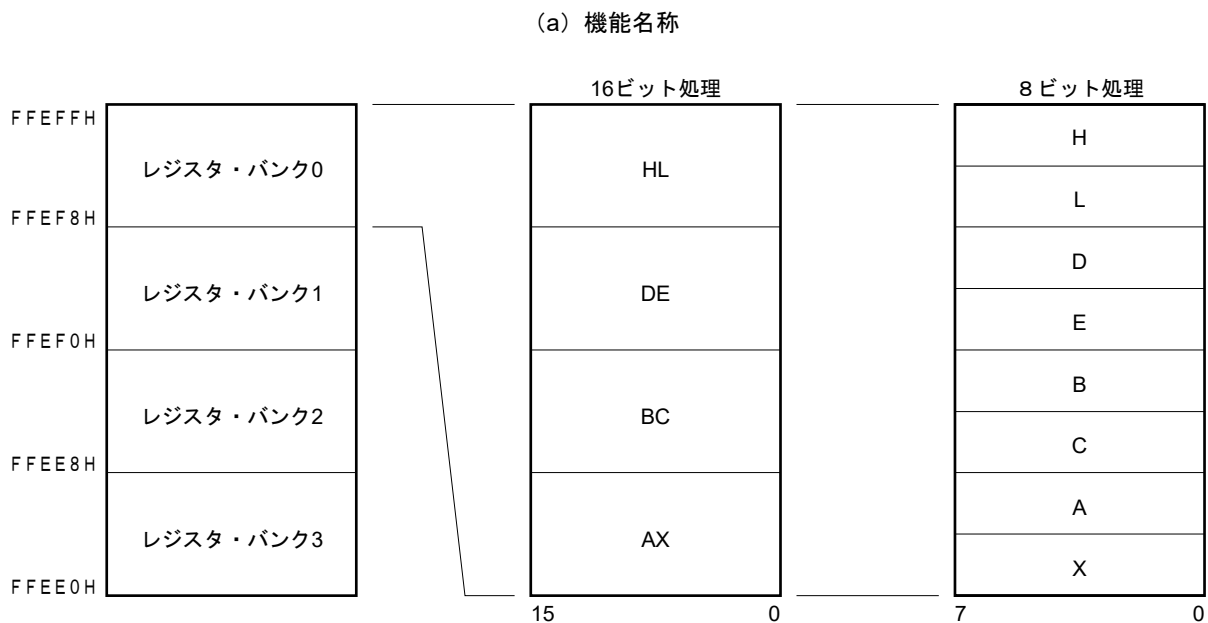 （a）機能名称
16ビット処理
８ビット処理
FFEFFH
レジスタ・バンク0
HL
H
L
FFEF8H
レジスタ・バンク1
DE
D
E
FFEF0H
レジスタ・バンク2
BC
B
C
FFEE8H
レジスタ・バンク3
AX
A
X
FFEE0H
15
0
7
0